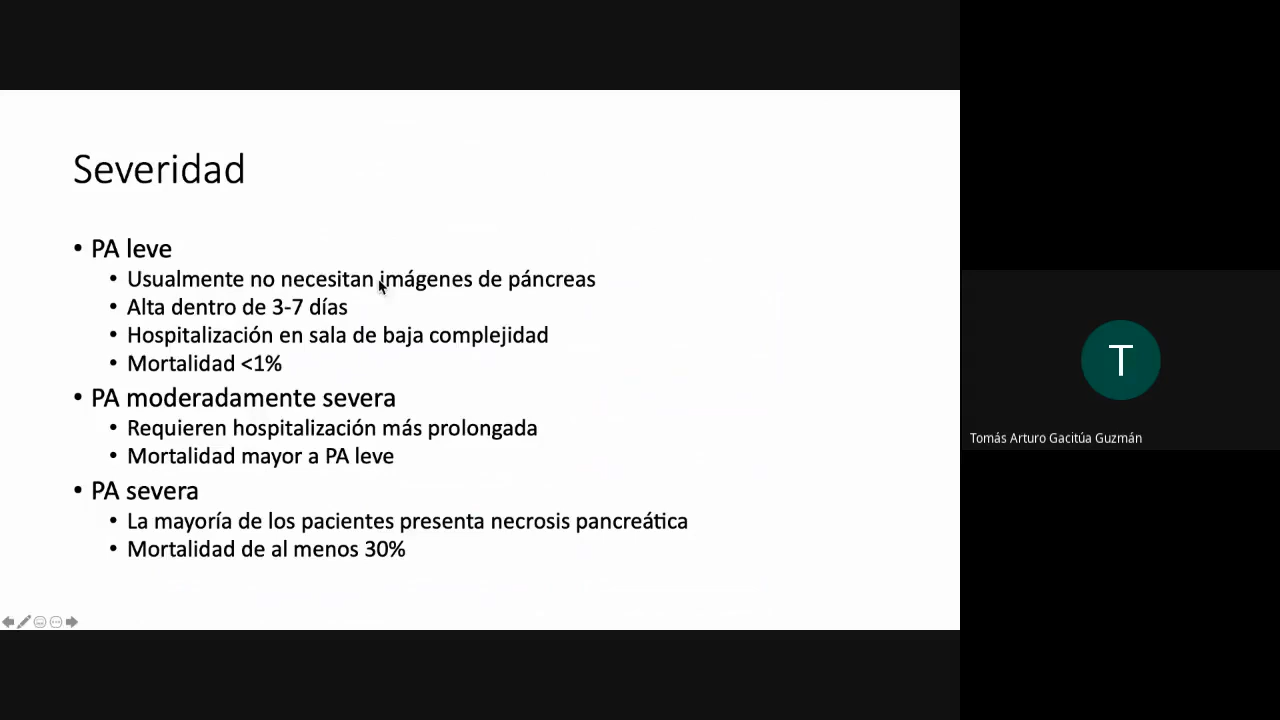 Severidad
• PA leve
• Usualmente no necesitan imágenes de páncreas
• Alta dentro de 3-7 días
• Hospitalización en sala de baja complejidad
• Mortalidad <1%
• PA moderadamente severa
• Requieren hospitalización más prolongada
• Mortalidad mayor a PA leve
• PA severa
• La mayoría de los pacientes presenta necrosis pancreática
• Mortalidad de al menos 30%
T
Tomás Arturo Gacitúa Guzmán